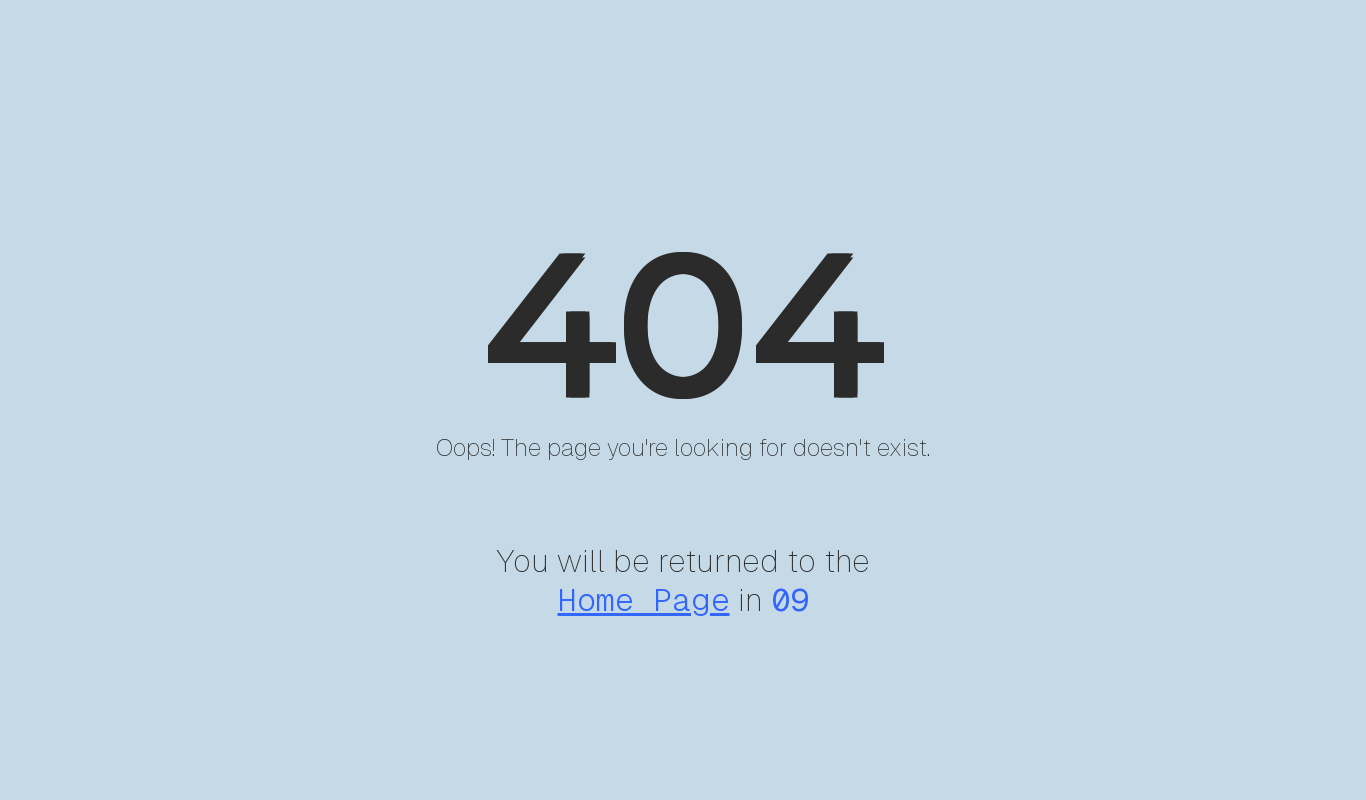 404
Oops! The page you're looking for doesn't exist.
You will be returned to the
Home Page in 09